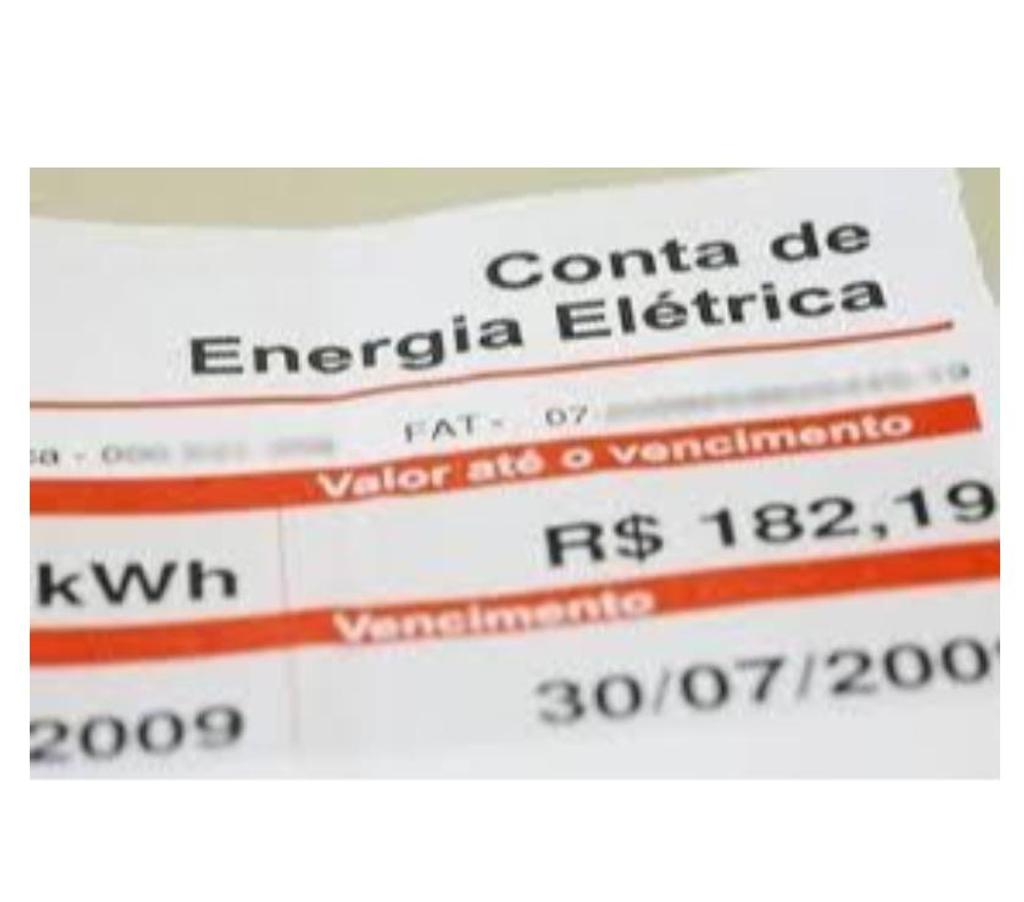 Conta de
Energia Elétrica
FAT - 07
Valor até o vencimento
kWh R$ 182,19
Vencimento
2009 30/07/200